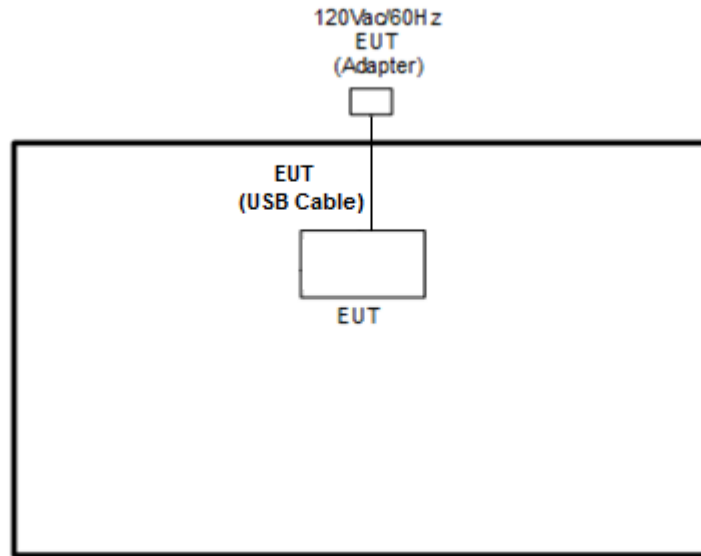 120Vac/60Hz
EUT
(Adapter)
EUT
(USB Cable)
EUT